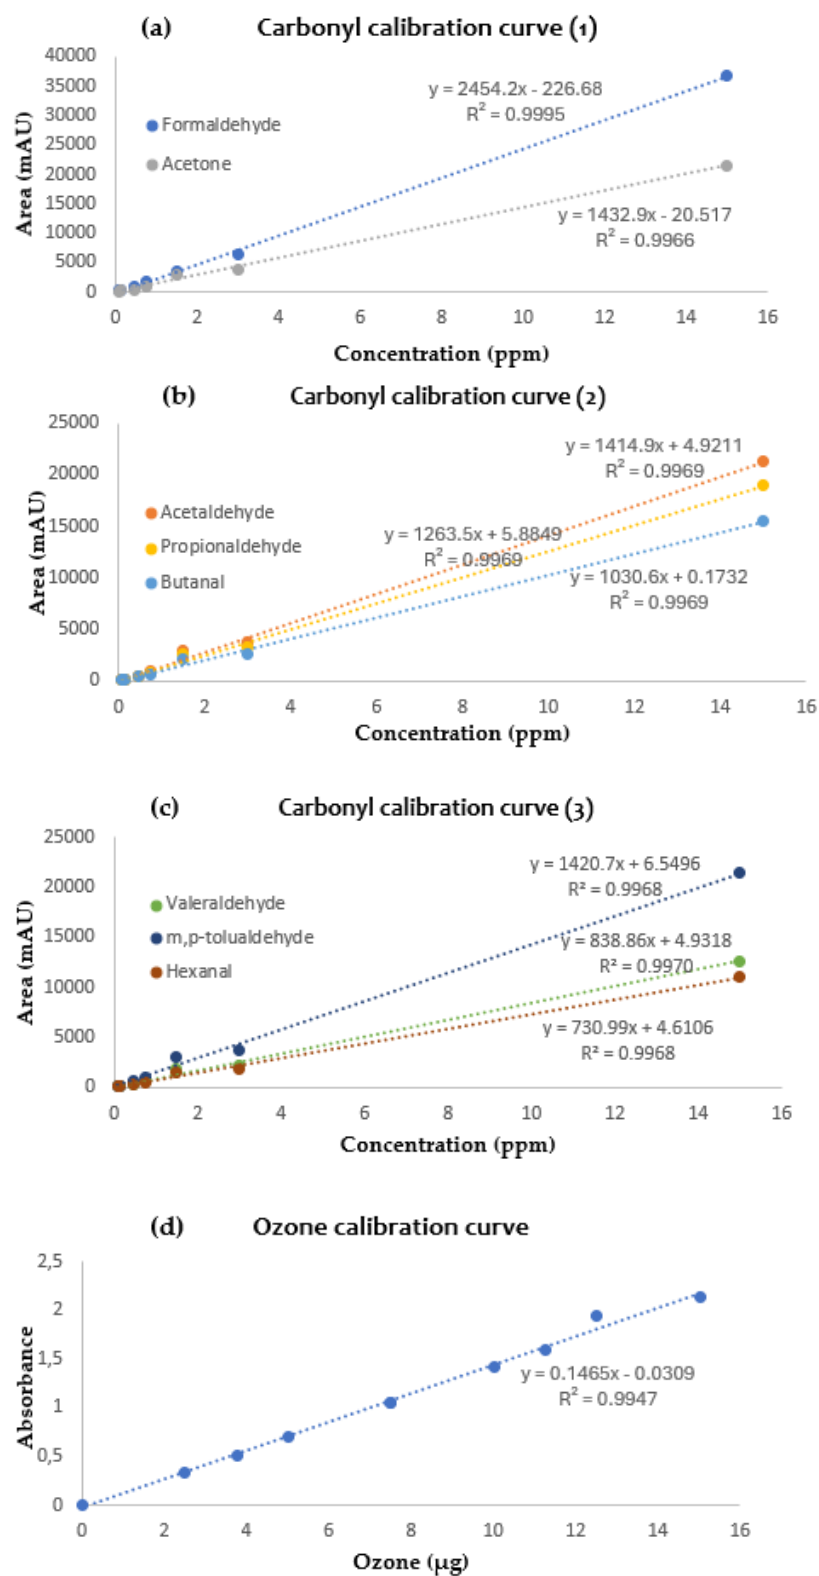 (a) Carbonyl calibration curve (1)
40000
35000
30000
25000
20000
15000
10000
5000
0
Area (mAU)
Formaldehyde
Acetone
y = 2454.2x - 226.68
R² = 0.9995
y = 1432.9x - 20.517
R² = 0.9966
0 2 4 6 8 10 12 14 16
Concentration (ppm)
(b) Carbonyl calibration curve (2)
25000
20000
15000
10000
5000
0
Area (mAU)
Acetaldehyde
Propionaldehyde
Butanal
y = 1414.9x + 4.9211
R² = 0.9969
y = 1263.5x + 5.8849
R² = 0.9969
y = 1030.6x + 0.1732
R² = 0.9969
0 2 4 6 8 10 12 14 16
Concentration (ppm)
(c) Carbonyl calibration curve (3)
25000
20000
15000
10000
5000
0
Area (mAU)
Valeraldehyde
m,p-tolualdehyde
Hexanal
y = 1420.7x + 6.5496
R² = 0.9968
y = 838.86x + 4.9318
R² = 0.9970
y = 730.99x + 4.6106
R² = 0.9968
0 2 4 6 8 10 12 14 16
Concentration (ppm)
(d) Ozone calibration curve
2,5
2
1,5
1
0,5
0
Absorbance
y = 0.1465x - 0.0309
R² = 0.9947
0 2 4 6 8 10 12 14 16
Ozone (µg)